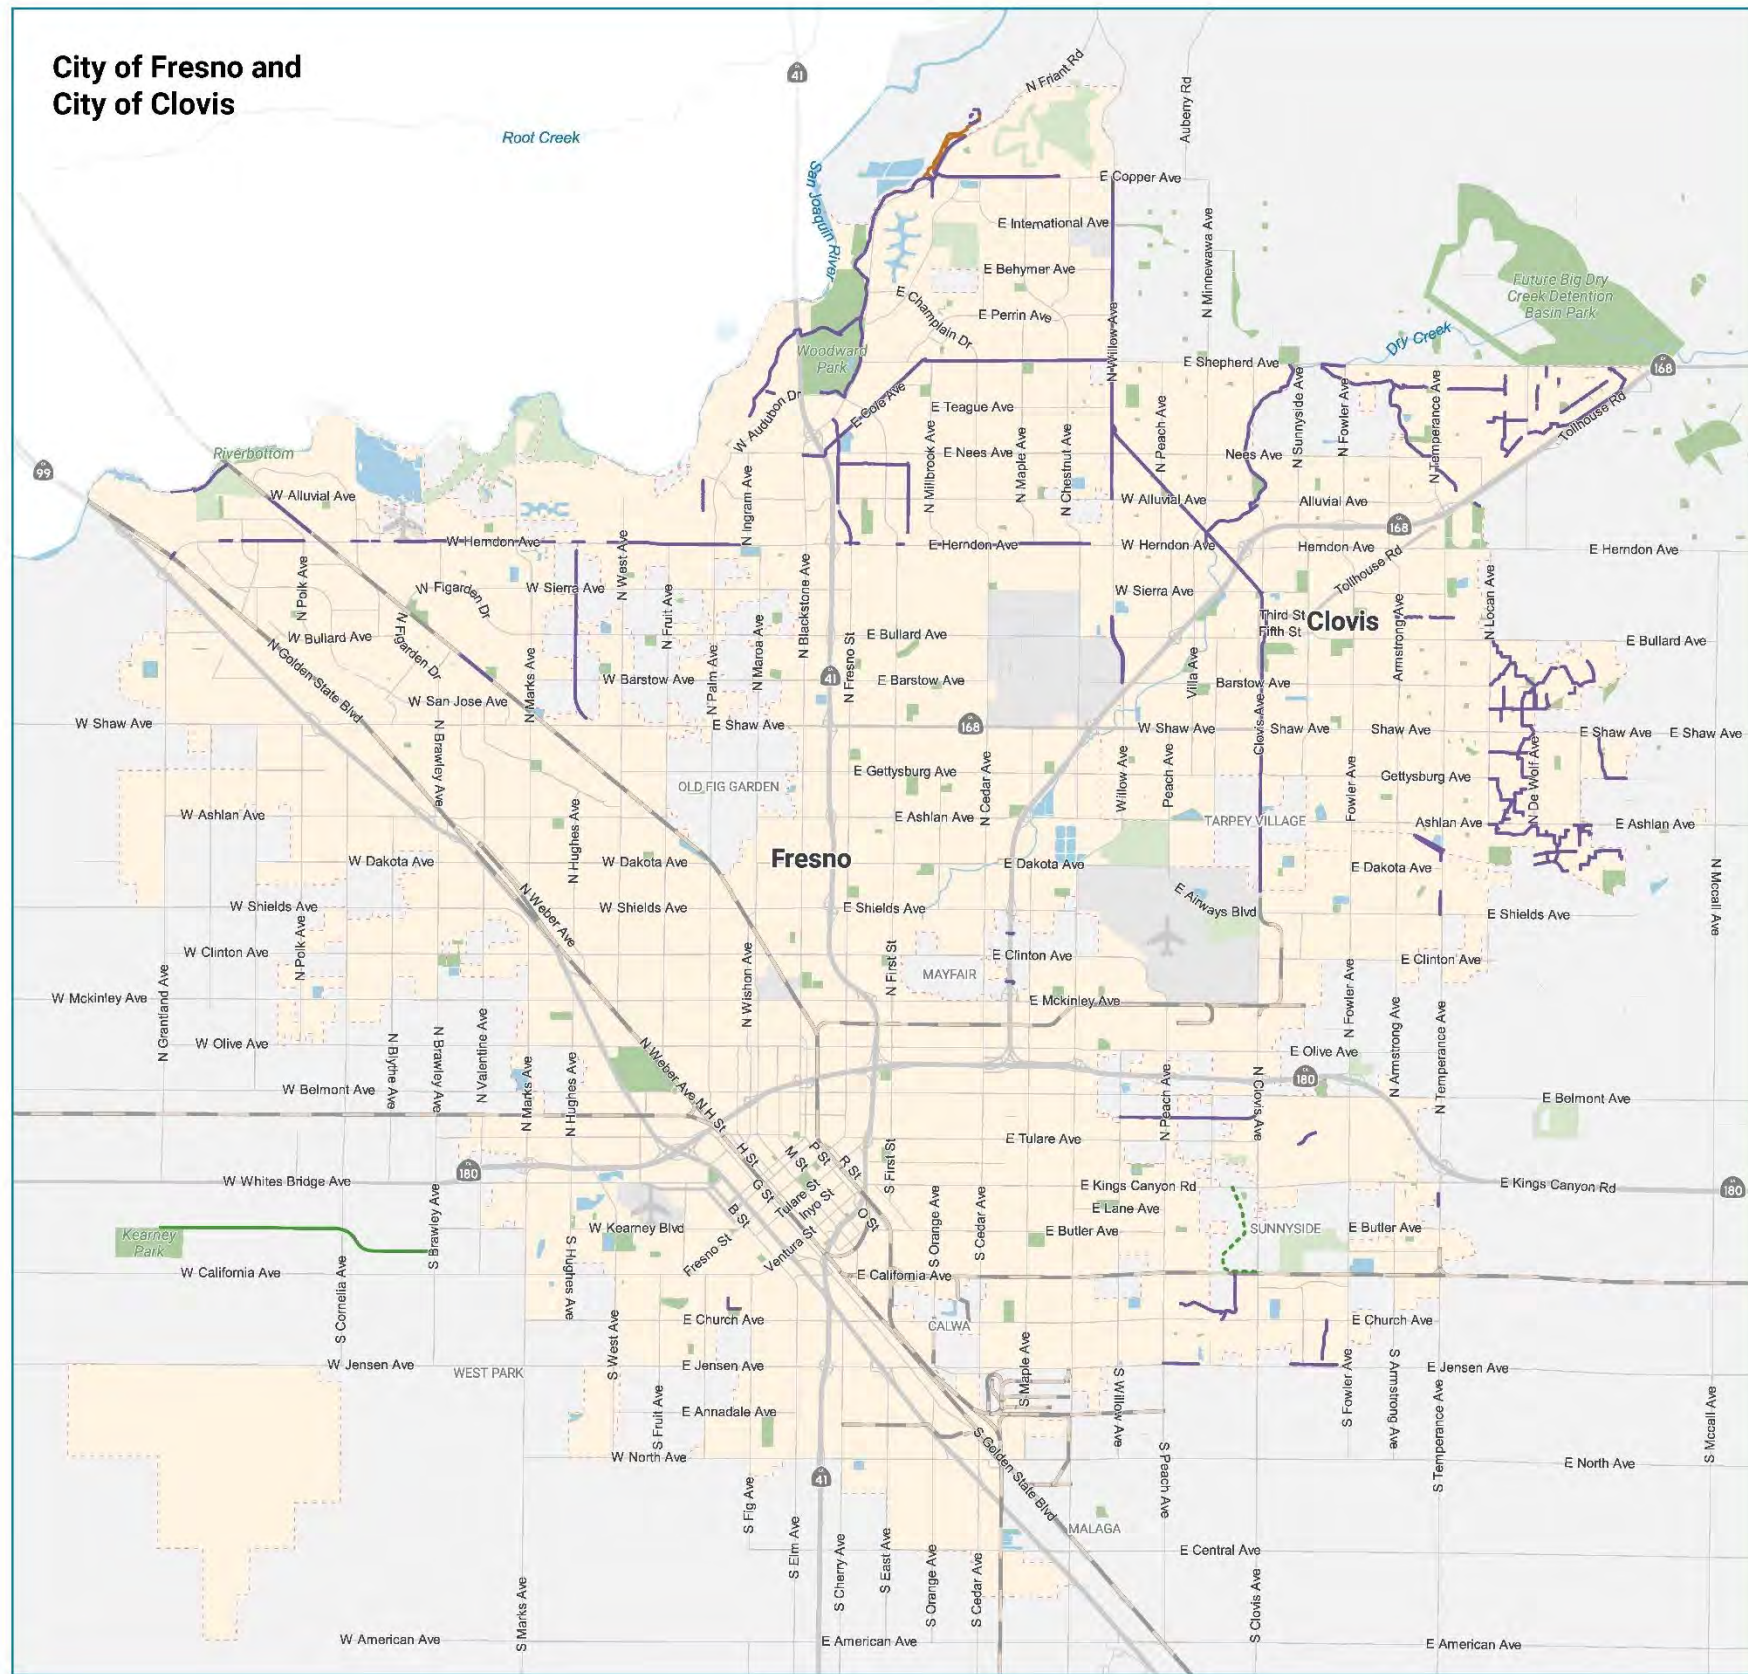 City of Fresno and
City of Clovis
Root Creek
41
San Joaquin River
N Friant Rd
Auberry Rd
E Copper Ave
E International Ave
N Minnewawa Ave
E Behymer Ave
E Champlain Dr
E Perrin Ave
N Willow Ave
Future Big Dry
Creek Detention
Basin Park
Dry Creek
Woodward
Park
E Shepherd Ave
168
W Audubon Dr
E Cole Ave
E Teague Ave
N Peach Ave
N Sunnyside Ave
N Fowler Ave
N Temperance Ave
Tollhouse Rd
99
Riverbottom
E Nees Ave
Nees Ave
N Millbrook Ave
N Maple Ave
N Chestnut Ave
W Alluvial Ave
N Ingram Ave
W Alluvial Ave
Alluvial Ave
168
W Herndon Ave
N West Ave
E Herndon Ave
W Herndon Ave
Herndon Ave
Tollhouse Rd
E Herndon Ave
N Polk Ave
W Figarden Dr
W Sierra Ave
N Fruit Ave
N Blackstone Ave
W Sierra Ave
N Locan Ave
W Bullard Ave
W Figarden Dr
N Maroa Ave
N Fresno St
E Bullard Ave
Third St
Fifth St
Clovis
Armstrong Ave
E Bullard Ave
N Golden State Blvd
N Marks Ave
W Barstow Ave
N Palm Ave
41
E Barstow Ave
Villa Ave
Barstow Ave
W San Jose Ave
W Shaw Ave
N Brawley Ave
E Shaw Ave
168
W Shaw Ave
Clovis Ave
Shaw Ave
Shaw Ave
E Shaw Ave
E Shaw Ave
OLD FIG GARDEN
E Gettysburg Ave
N Cedar Ave
Willow Ave
Peach Ave
Fowler Ave
Gettysburg Ave
N De Wolf Ave
W Ashlan Ave
N Hughes Ave
E Ashlan Ave
TARPEY VILLAGE
Ashlan Ave
E Ashlan Ave
W Dakota Ave
W Dakota Ave
Fresno
E Dakota Ave
E Dakota Ave
N Mccall Ave
W Shields Ave
N Weber Ave
W Shields Ave
E Shields Ave
E Airways Blvd
E Shields Ave
W Clinton Ave
N Polk Ave
N First St
MAYFAIR
E Clinton Ave
E Clinton Ave
W Mckinley Ave
N Grantland Ave
N Wishon Ave
E Mckinley Ave
N Fowler Ave
N Armstrong Ave
N Temperance Ave
W Olive Ave
N Blythe Ave
N Brawley Ave
N Valentine Ave
N Marks Ave
N Hughes Ave
N Weber Ave
E Olive Ave
180
W Belmont Ave
N H St
N Peach Ave
N Clovis Ave
E Belmont Ave
H St
M St
P St
R St
S First St
E Tulare Ave
180
W Whites Bridge Ave
G St
Tulare St
Inyo St
E Kings Canyon Rd
E Kings Canyon Rd
180
Kearney
Park
S Brawley Ave
W Kearney Blvd
B St
Fresno St
Ventura St
O St
S Orange Ave
S Cedar Ave
E Lane Ave
E Butler Ave
SUNNYSIDE
E Butler Ave
W California Ave
S Cornelia Ave
S Hughes Ave
E California Ave
S West Ave
E Church Ave
CALWA
E Church Ave
W Jensen Ave
WEST PARK
E Jensen Ave
S Maple Ave
S Willow Ave
S Fowler Ave
S Armstrong Ave
E Jensen Ave
S Fruit Ave
E Annadale Ave
S Temperance Ave
S Mccall Ave
W North Ave
S Golden State Blvd
S Peach Ave
E North Ave
41
S Fig Ave
MALAGA
S Elm Ave
S Cherry Ave
S East Ave
S Orange Ave
S Cedar Ave
E Central Ave
S Marks Ave
S Clovis Ave
W American Ave
E American Ave
E American Ave